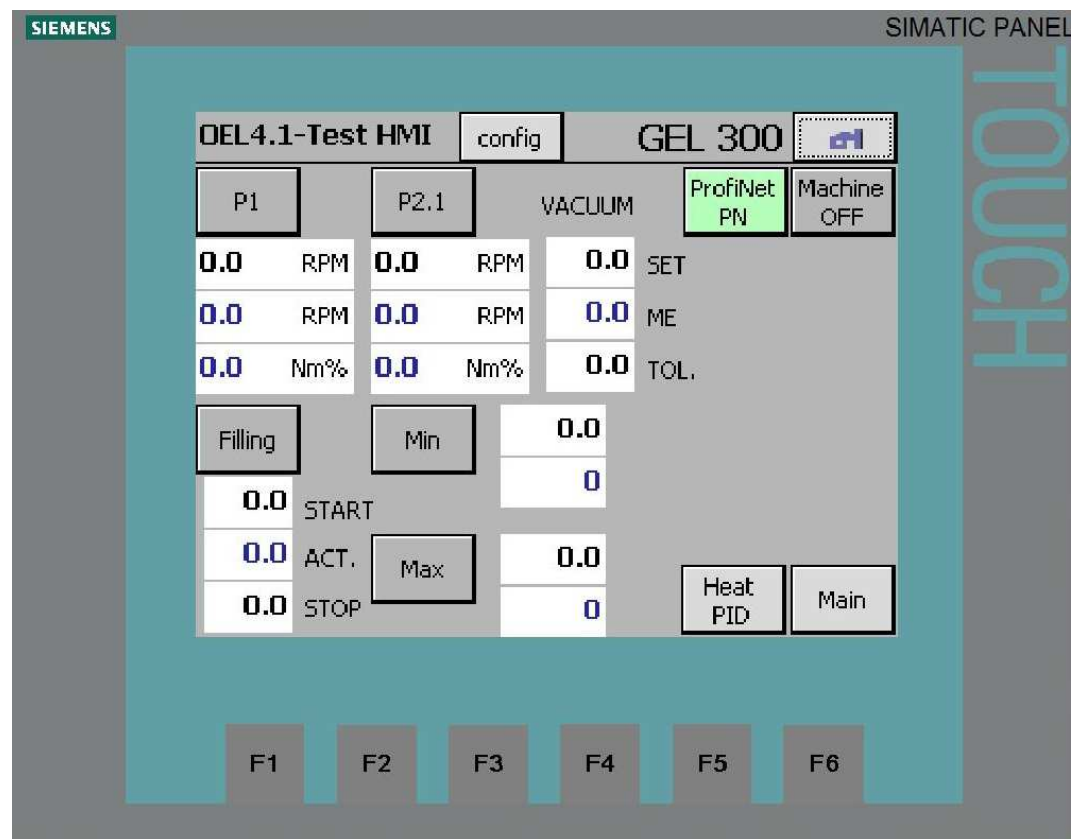 SIEMENS
SIMATIC PANEL
TOUCH
OEL4.1-Test HMI config GEL 300
P1 P2.1 VACUUM ProfiNet PN Machine OFF
0.0 RPM 0.0 RPM 0.0 SET
0.0 RPM 0.0 RPM 0.0 ME
0.0 Nm% 0.0 Nm% 0.0 TOL.
Filling Min 0.0
0
0.0 START
0.0 ACT. Max 0.0
0.0 STOP 0 Heat PID Main
F1 F2 F3 F4 F5 F6